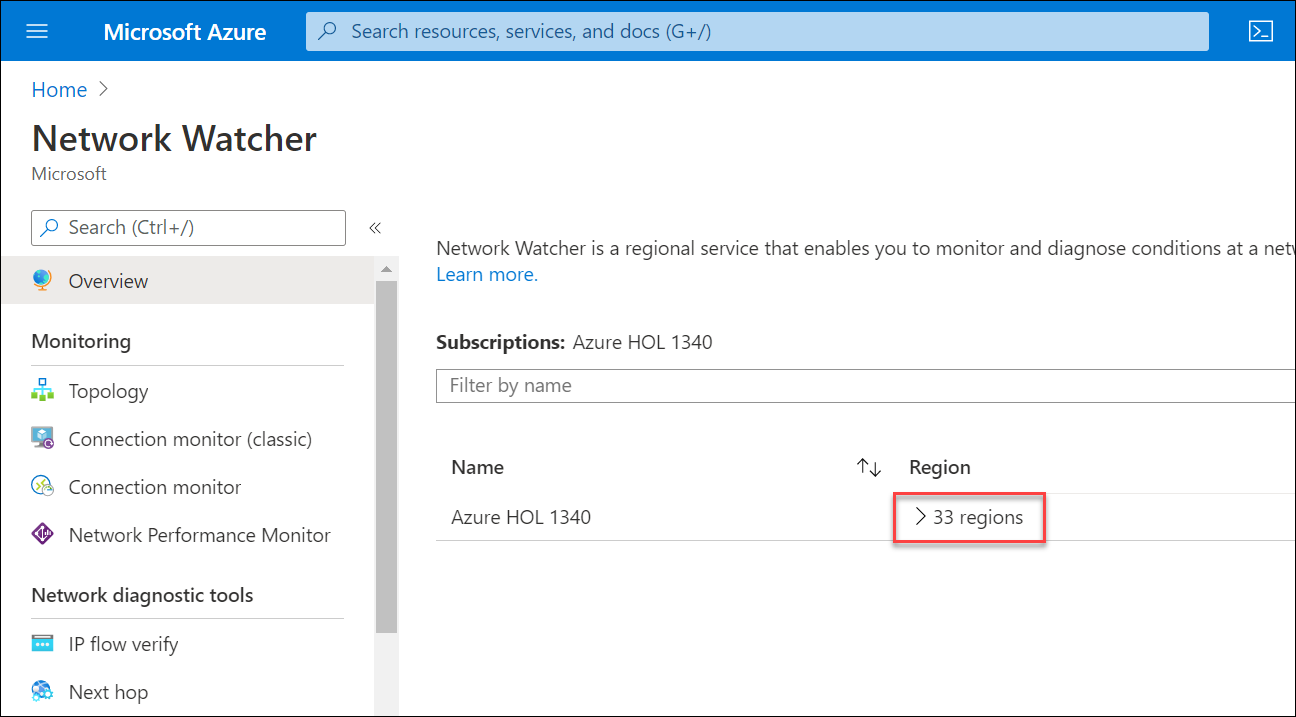 Microsoft Azure
Search resources, services, and docs (G+/)
Home
Network Watcher
Microsoft
Search (Ctrl+/)
Overview
Monitoring
Topology
Connection monitor (classic)
Connection monitor
Network Performance Monitor
Network diagnostic tools
IP flow verify
Next hop
Network Watcher is a regional service that enables you to monitor and diagnose conditions at a
Learn more.
Subscriptions: Azure HOL 1340
Filter by name
Name Region
Azure HOL 1340 33 regions